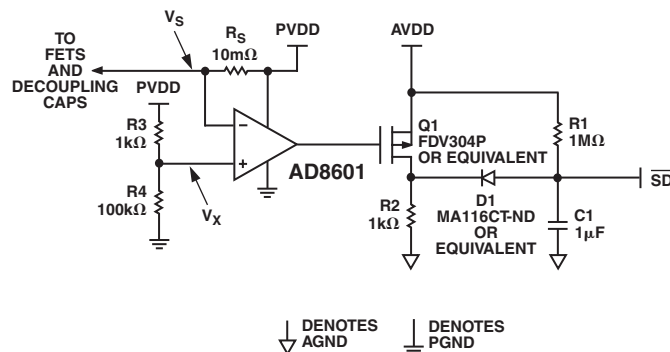 V_S
TO
FETS
AND
DECOUPLING
CAPS
R_S
10mΩ
PVDD
PVDD
R3
1kΩ
R4
100kΩ
V_X
−
+
AD8601
AVDD
Q1
FDV304P
OR EQUIVALENT
R1
1MΩ
R2
1kΩ
D1
MA116CT-ND
OR
EQUIVALENT
C1
1µF
S̅D̅
DENOTES
AGND
DENOTES
PGND